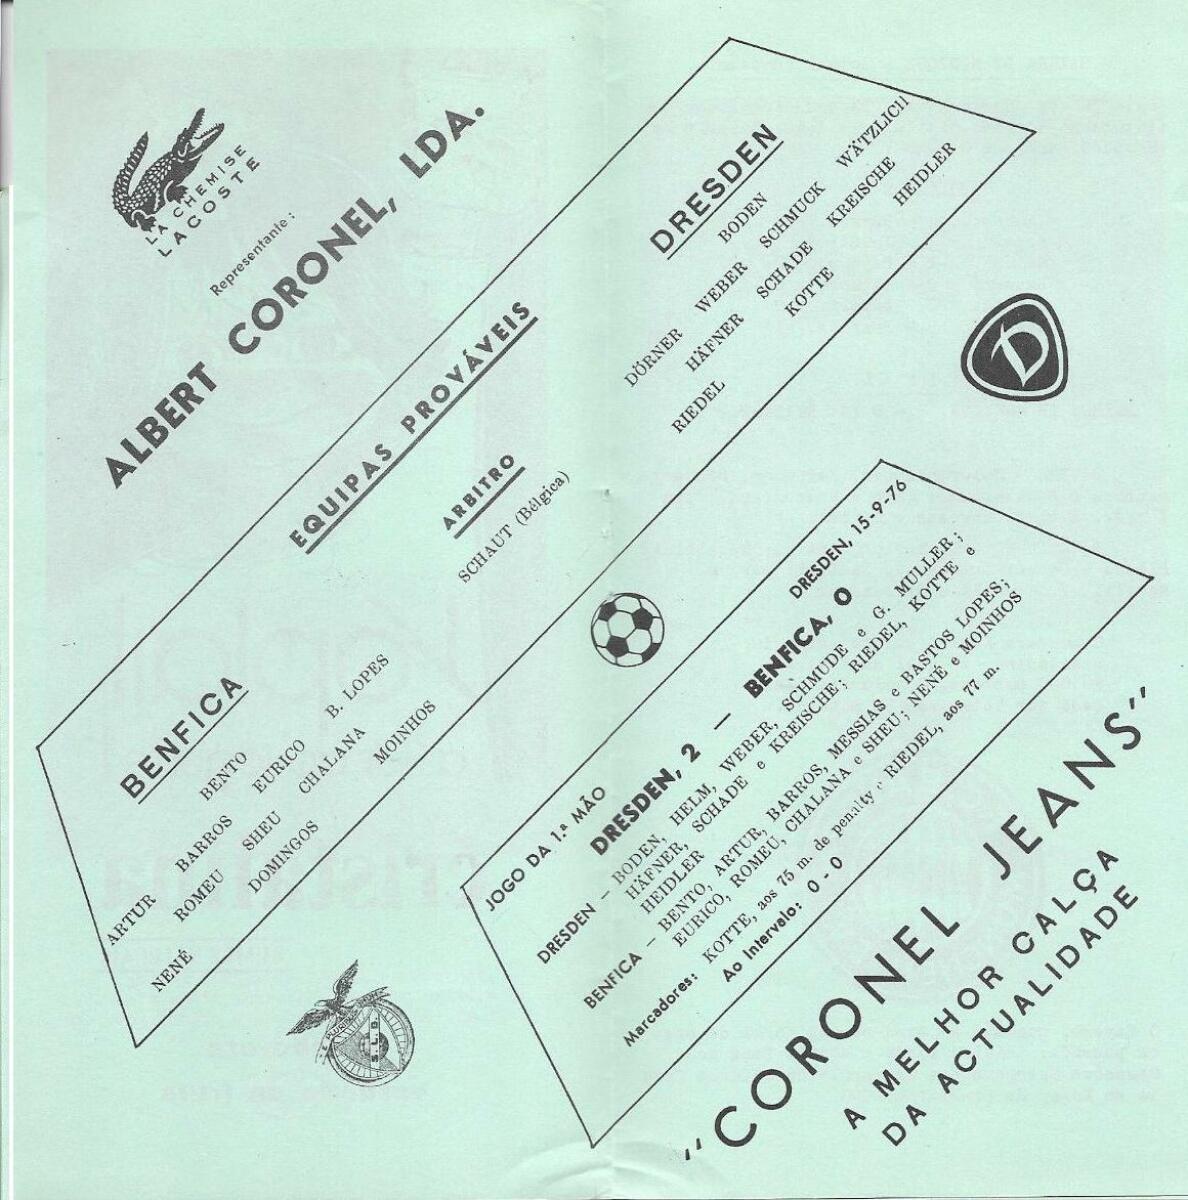 LA CHEMISE
LACOSTE
Representante:
ALBERT CORONEL, LDA.
EQUIPAS PROVÁVEIS
DRESDEN
BODEN
DÖRNER WEBER SCHMUCK WÄTZLICH
HÄFNER SCHADE KREISCHE
RIEDEL KOTTE HEIDLER
ARBITRO
SCHAUT (Bélgica)
BENFICA
BENTO
ARTUR BARROS EURICO B. LOPES
ROMEU SHEU CHALANA
NENÉ DOMINGOS MOINHOS
S. L. B.
D
JOGO DA 1.ª MÃO DRESDEN, 15-9-76
DRESDEN, 2 — BENFICA, 0
DRESDEN — BODEN, HELM, WEBER, SCHMUDE e G. MULLER;
HÄFNER, SCHADE e KREISCHE; RIEDEL, KOTTE e
HEIDLER
BENFICA — BENTO, ARTUR, BARROS, MESSIAS e BASTOS LOPES;
EURICO, ROMEU, CHALANA e SHEU; NENÉ e MOINHOS
Marcadores: KOTTE, aos 75 m. de penalty e RIEDEL, aos 77 m.
Ao Intervelo: 0-0
"CORONEL JEANS"
A MELHOR CALÇA
DA ACTUALIDADE